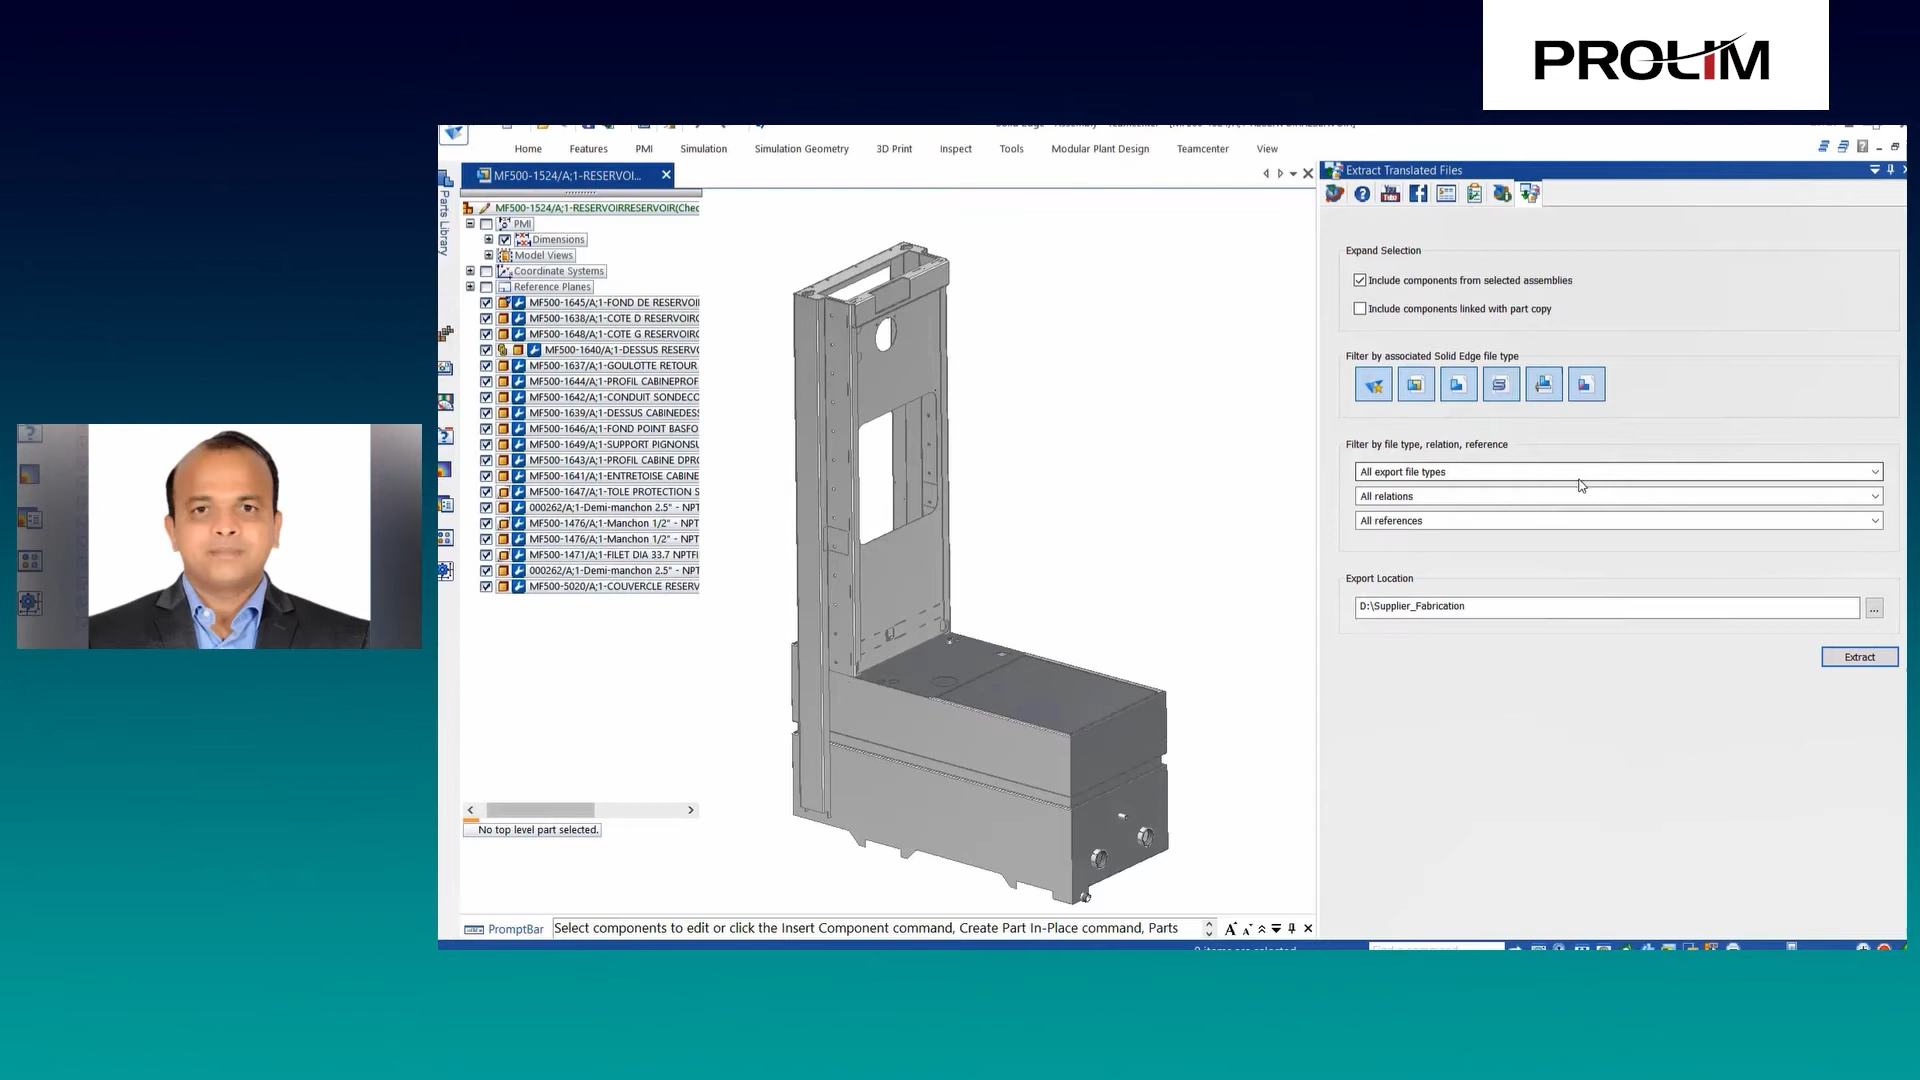 PROLIM
Home Features PMI Simulation Simulation Geometry 3D Print Inspect Tools Modular Plant Design Teamcenter View
MF500-1524/A;1-RESERVOI...
Parts Library
MF500-1524/A;1-RESERVOIRRESERVOIR(Chec
PMI
Dimensions
Model Views
Coordinate Systems
Reference Planes
MF500-1645/A;1-FOND DE RESERVOII
MF500-1638/A;1-COTE D RESERVOIRC
MF500-1648/A;1-COTE G RESERVOIRC
MF500-1640/A;1-DESSUS RESERV
MF500-1637/A;1-GOULOTTE RETOUR
MF500-1644/A;1-PROFIL CABINEPROF
MF500-1642/A;1-CONDUIT SONDECO
MF500-1639/A;1-DESSUS CABINEDESS
MF500-1646/A;1-FOND POINT BASFO
MF500-1649/A;1-SUPPORT PIGNONSU
MF500-1643/A;1-PROFIL CABINE DPRC
MF500-1641/A;1-ENTRETOISE CABINE
MF500-1647/A;1-TOLE PROTECTION S
000262/A;1-Demi-manchon 2.5" - NPT
MF500-1476/A;1-Manchon 1/2" - NPT
MF500-1476/A;1-Manchon 1/2" - NPT
MF500-1471/A;1-FILET DIA 33.7 NPTFI
000262/A;1-Demi-manchon 2.5" - NPT
MF500-5020/A;1-COUVERCLE RESERV
No top level part selected.
PromptBar
Select components to edit or click the Insert Component command, Create Part In-Place command, Parts
Extract Translated Files
You
Tube
Expand Selection
Include components from selected assemblies
Include components linked with part copy
Filter by associated Solid Edge file type
Filter by file type, relation, reference
All export file types
All relations
All references
Export Location
D:\Supplier_Fabrication
...
Extract